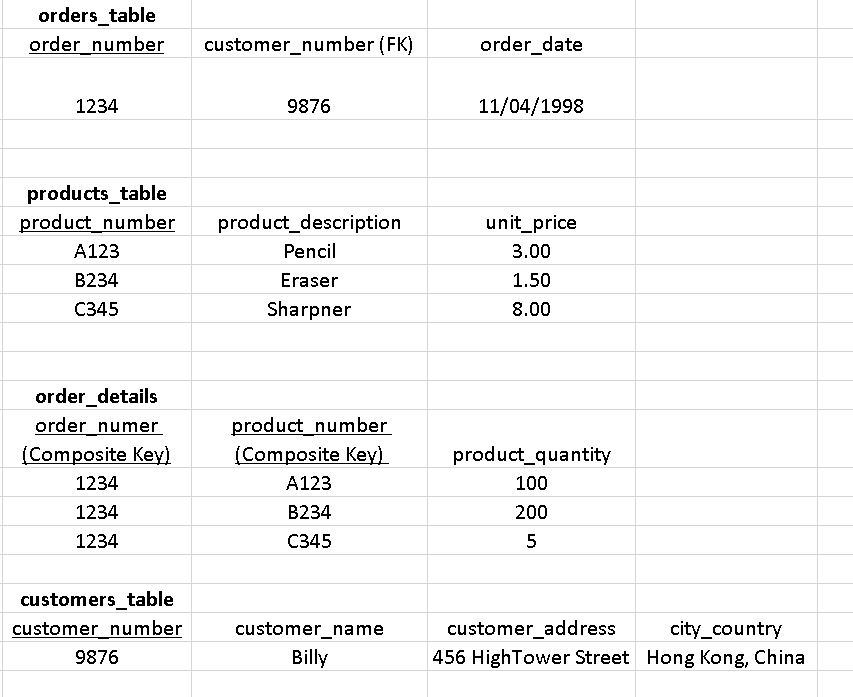 orders_table
order_number customer_number (FK) order_date
1234 9876 11/04/1998
products_table
product_number product_description unit_price
A123 Pencil 3.00
B234 Eraser 1.50
C345 Sharpner 8.00
order_details
order_numer product_number
(Composite Key) (Composite Key) product_quantity
1234 A123 100
1234 B234 200
1234 C345 5
customers_table
customer_number customer_name customer_address city_country
9876 Billy 456 HighTower Street Hong Kong, China